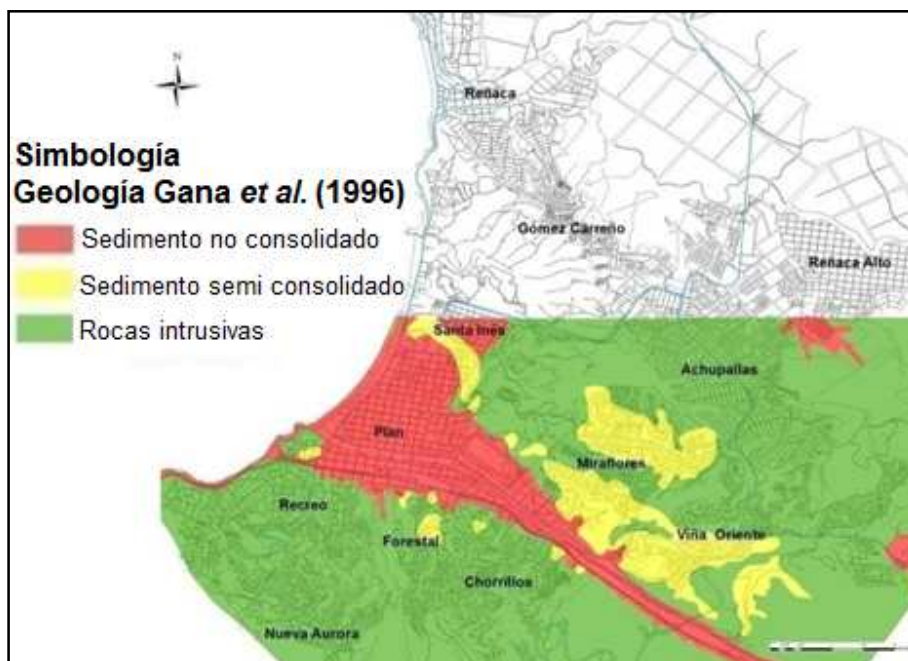 N
Reñaca
Simbología
Geología Gana et al. (1996)
Sedimento no consolidado
Sedimento semi consolidado
Rocas intrusivas
Gómez Carreño
Reñaca Alto
Santa Inés
Achupallas
Plan
Miraflores
Recreo
Forestal
Viña Oriente
Chorrillos
Nueva Aurora